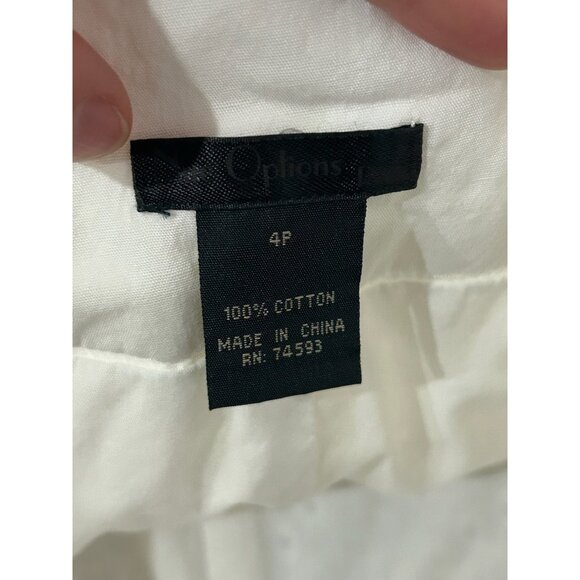 Options
4P
100% COTTON
MADE IN CHINA
RN: 74593